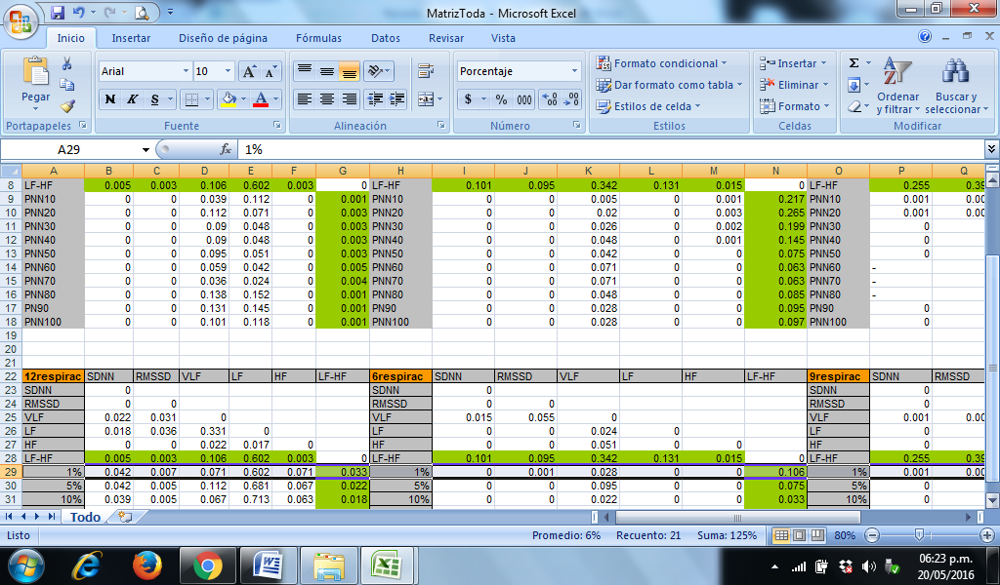 MatrizToda - Microsoft Excel
Inicio Insertar Diseño de página Fórmulas Datos Revisar Vista
Pegar Arial 10 Porcentaje Formato condicional Insertar
Dar formato como tabla Eliminar
N K S $ % 000 Estilos de celda Formato Σ Ordenar y filtrar Buscar y seleccionar
Portapapeles Fuente Alineación Número Estilos Celdas Modificar
A29 fx 1%
A B C D E F G H I J K L M N O P Q
8 LF-HF 0.005 0.003 0.106 0.602 0.003 0 LF-HF 0.101 0.095 0.342 0.131 0.015 0 LF-HF 0.255 0.39
9 PNN10 0 0 0.039 0.112 0 0.001 PNN10 0 0 0.005 0 0.001 0.217 PNN10 0.001 0.00
10 PNN20 0 0 0.112 0.071 0 0.003 PNN20 0 0 0.02 0 0.003 0.265 PNN20 0.001 0.00
11 PNN30 0 0 0.09 0.048 0 0.003 PNN30 0 0 0.026 0 0.002 0.199 PNN30 0
12 PNN40 0 0 0.09 0.048 0 0.003 PNN40 0 0 0.048 0 0.001 0.145 PNN40 0
13 PNN50 0 0 0.095 0.051 0 0.003 PNN50 0 0 0.042 0 0 0.075 PNN50 0
14 PNN60 0 0 0.059 0.042 0 0.005 PNN60 0 0 0.071 0 0 0.063 PNN60 -
15 PNN70 0 0 0.036 0.024 0 0.004 PNN70 0 0 0.071 0 0 0.063 PNN70 -
16 PNN80 0 0 0.138 0.152 0 0.001 PNN80 0 0 0.048 0 0 0.085 PNN80 -
17 PN90 0 0 0.131 0.145 0 0.001 PN90 0 0 0.028 0 0 0.095 PN90 0
18 PNN100 0 0 0.101 0.118 0 0.001 PNN100 0 0 0.028 0 0 0.097 PNN100 0
19
20
21
22 12respirac SDNN RMSSD VLF LF HF LF-HF 6respirac SDNN RMSSD VLF LF HF LF-HF 9respirac SDNN RMSSD
23 SDNN 0 SDNN 0 SDNN 0
24 RMSSD 0 0 RMSSD 0 0 RMSSD 0
25 VLF 0.022 0.031 0 VLF 0.015 0.055 0 VLF 0.001 0.00
26 LF 0.018 0.036 0.331 0 LF 0 0 0.024 0 LF 0
27 HF 0 0 0.022 0.017 0 HF 0 0 0.051 0 0 HF 0
28 LF-HF 0.005 0.003 0.106 0.602 0.003 0 LF-HF 0.101 0.095 0.342 0.131 0.015 0 LF-HF 0.255 0.39
29 1% 0.042 0.007 0.071 0.602 0.071 0.033 1% 0 0.001 0.028 0 0 0.106 1% 0.001 0.00
30 5% 0.042 0.005 0.112 0.681 0.067 0.022 5% 0 0 0.095 0 0 0.075 5% 0
31 10% 0.039 0.005 0.067 0.713 0.063 0.018 10% 0 0 0.022 0 0 0.033 10% 0
Todo
Listo Promedio: 6% Recuento: 21 Suma: 125% 80%
06:23 p.m.
20/05/2016